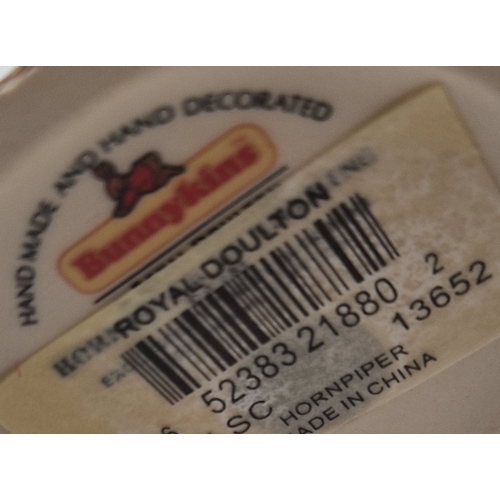 HAND MADE AND HAND DECORATED
Bunnykins
ROYAL DOULTON
52383 21880 2
13652
SC
HORNPIPER
MADE IN CHINA